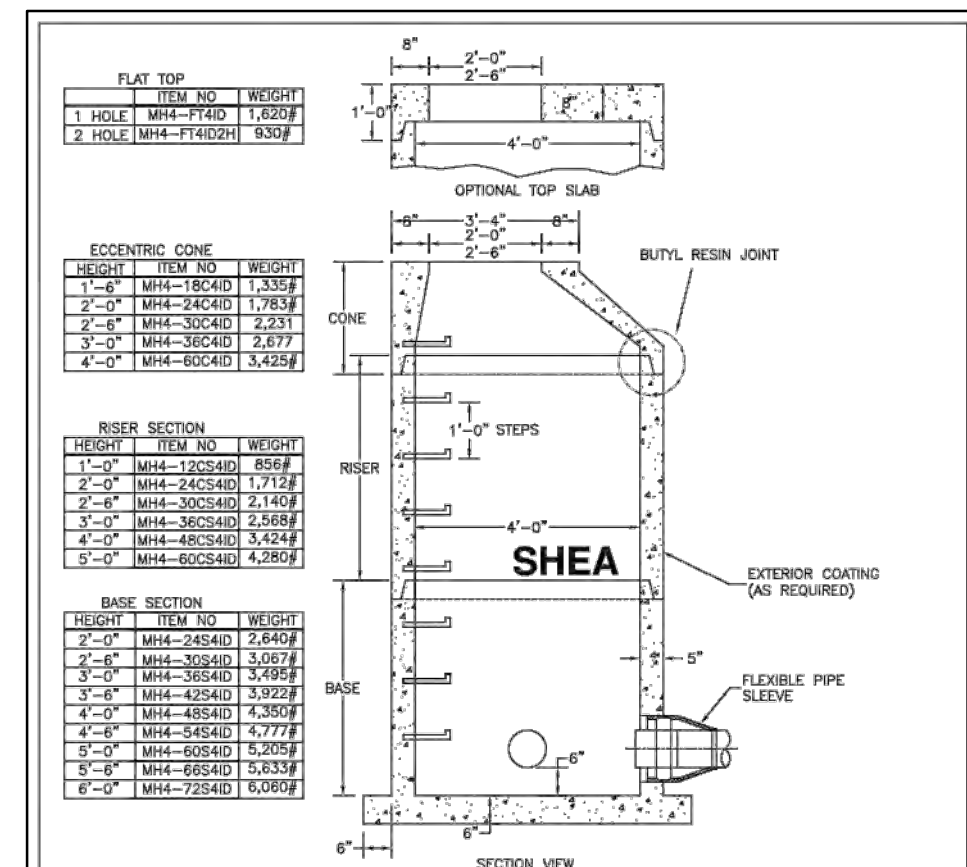 FLAT TOP
ITEM NO WEIGHT
1 HOLE MH4-FT4ID 1,620#
2 HOLE MH4-FT4ID2H 930#
8"
2'-0"
2'-6"
1'-0"
8"
4'-0"
OPTIONAL TOP SLAB
ECCENTRIC CONE
HEIGHT ITEM NO WEIGHT
1'-6" MH4-18C4ID 1,335#
2'-0" MH4-24C4ID 1,783#
2'-6" MH4-30C4ID 2,231
3'-0" MH4-36C4ID 2,677
4'-0" MH4-60C4ID 3,425#
3'-4"
8"
2'-0"
2'-6"
BUTYL RESIN JOINT
CONE
RISER SECTION
HEIGHT ITEM NO WEIGHT
1'-0" MH4-12CS4ID 856#
2'-0" MH4-24CS4ID 1,712#
2'-6" MH4-30CS4ID 2,140#
3'-0" MH4-36CS4ID 2,568#
4'-0" MH4-48CS4ID 3,424#
5'-0" MH4-60CS4ID 4,280#
1'-0" STEPS
RISER
4'-0"
SHEA
EXTERIOR COATING
(AS REQUIRED)
BASE SECTION
HEIGHT ITEM NO WEIGHT
2'-0" MH4-24S4ID 2,640#
2'-6" MH4-30S4ID 3,067#
3'-0" MH4-36S4ID 3,495#
3'-6" MH4-42S4ID 3,922#
4'-0" MH4-48S4ID 4,350#
4'-6" MH4-54S4ID 4,777#
5'-0" MH4-60S4ID 5,205#
5'-6" MH4-66S4ID 5,633#
6'-0" MH4-72S4ID 6,060#
BASE
5"
FLEXIBLE PIPE
SLEEVE
6"
6"
6"
SECTION VIEW